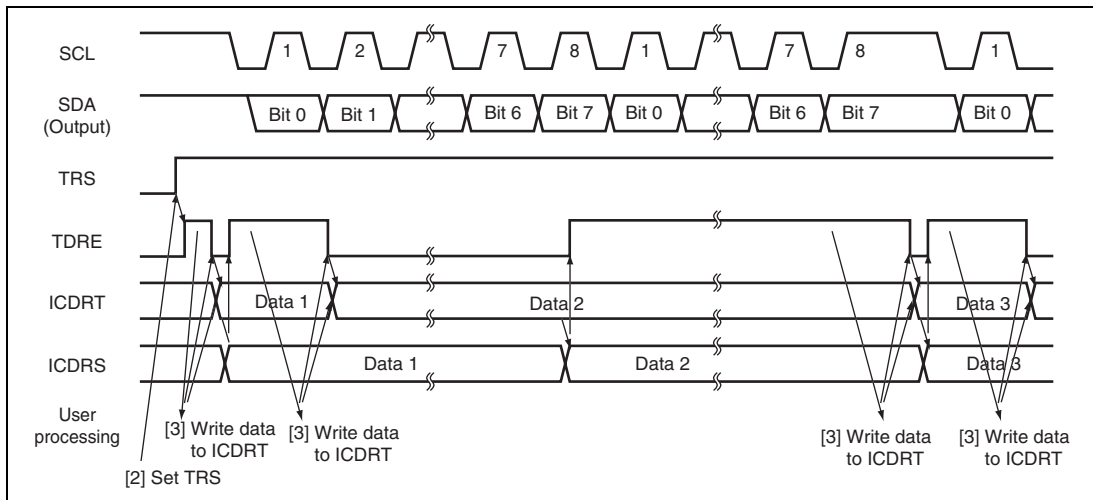 SCL
1
2
7
8
1
7
8
1
SDA
(Output)
Bit 0
Bit 1
Bit 6
Bit 7
Bit 0
Bit 6
Bit 7
Bit 0
TRS
TDRE
ICDRT
Data 1
Data 2
Data 3
ICDRS
Data 1
Data 2
Data 3
User
processing
[3] Write data
to ICDRT
[3] Write data
to ICDRT
[3] Write data
to ICDRT
[3] Write data
to ICDRT
[2] Set TRS